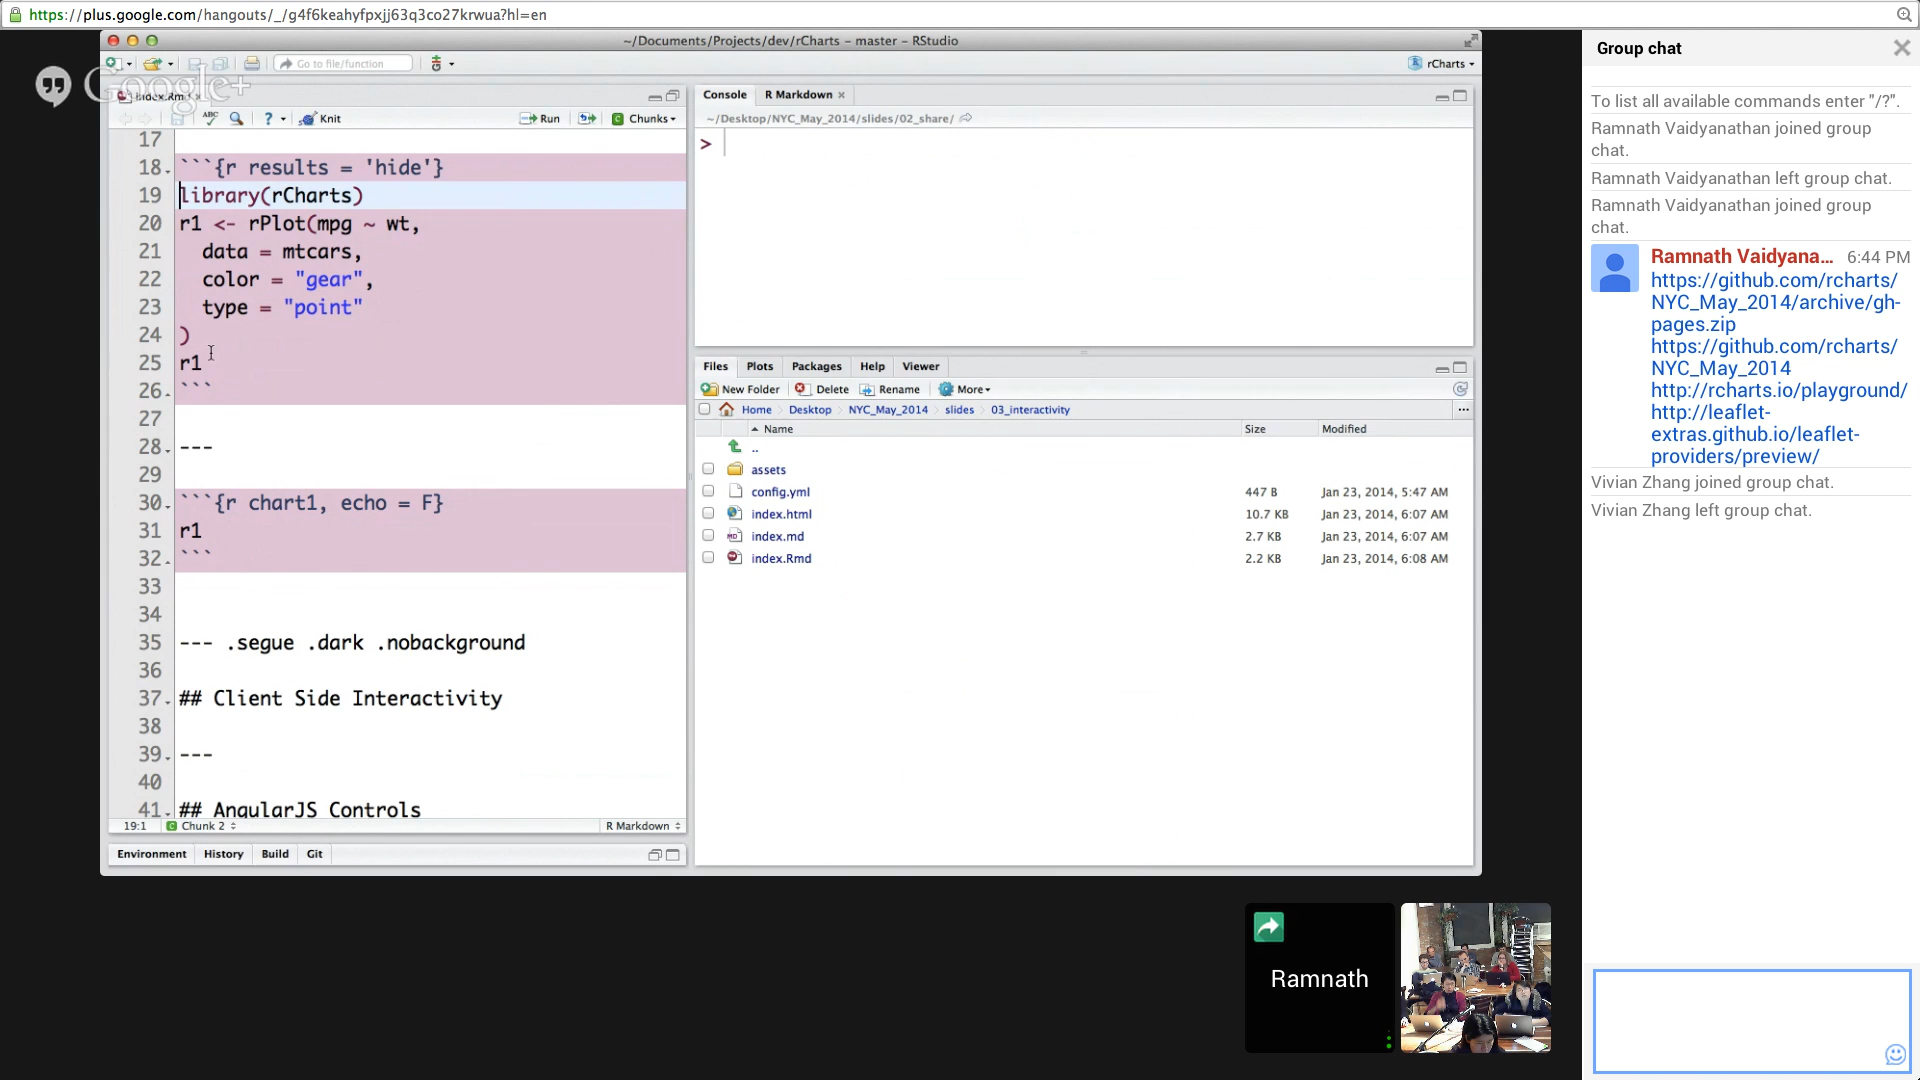 https://plus.google.com/hangouts/_/g4f6keahyfpxjj63q3co27krwua?hl=en
~/Documents/Projects/dev/rCharts – master – RStudio
Go to file/function
rCharts
Google+
index.Rmd
ABC
Knit
Run
Chunks
17
18 ```{r results = 'hide'}
19 library(rCharts)
20 r1 <- rPlot(mpg ~ wt,
21 data = mtcars,
22 color = "gear",
23 type = "point"
24 )
25 r1
26 ```
27
28 ---
29
30 ```{r chart1, echo = F}
31 r1
32 ```
33
34
35 --- .segue .dark .nobackground
36
37 ## Client Side Interactivity
38
39 ---
40
41 ## AngularJS Controls
19:1 Chunk 2 R Markdown
Environment History Build Git
Console R Markdown
~/Desktop/NYC_May_2014/slides/02_share/
>
Files Plots Packages Help Viewer
New Folder Delete Rename More
Home Desktop NYC_May_2014 slides 03_interactivity ...
Name Size Modified
..
assets
config.yml 447 B Jan 23, 2014, 5:47 AM
index.html 10.7 KB Jan 23, 2014, 6:07 AM
index.md 2.7 KB Jan 23, 2014, 6:07 AM
index.Rmd 2.2 KB Jan 23, 2014, 6:08 AM
Ramnath
Group chat
To list all available commands enter "/?".
Ramnath Vaidyanathan joined group
chat.
Ramnath Vaidyanathan left group chat.
Ramnath Vaidyanathan joined group
chat.
Ramnath Vaidyana... 6:44 PM
https://github.com/rcharts/
NYC_May_2014/archive/gh-
pages.zip
https://github.com/rcharts/
NYC_May_2014
http://rcharts.io/playground/
http://leaflet-
extras.github.io/leaflet-
providers/preview/
Vivian Zhang joined group chat.
Vivian Zhang left group chat.